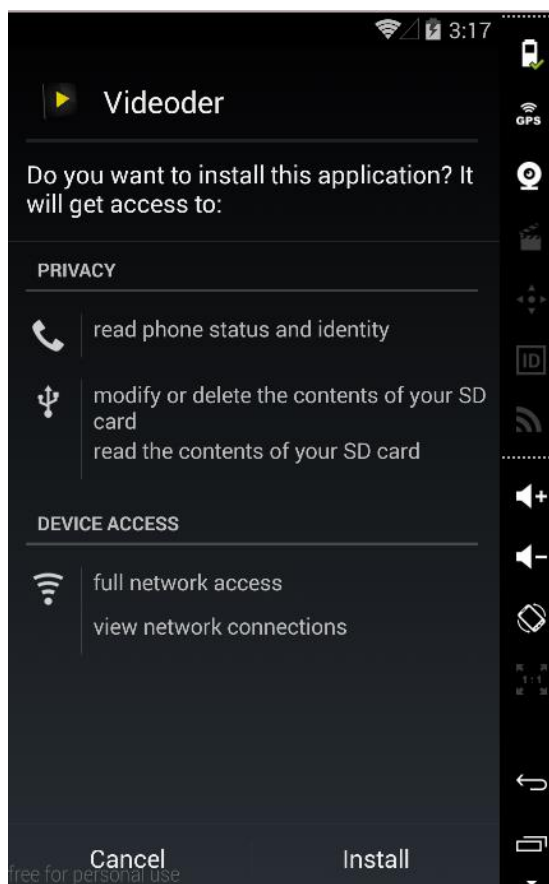 3:17
Videoder
Do you want to install this application? It
will get access to:
PRIVACY
read phone status and identity
modify or delete the contents of your SD
card
read the contents of your SD card
DEVICE ACCESS
full network access
view network connections
Cancel
Install
free for personal use
GPS
ID
+
-
1:1